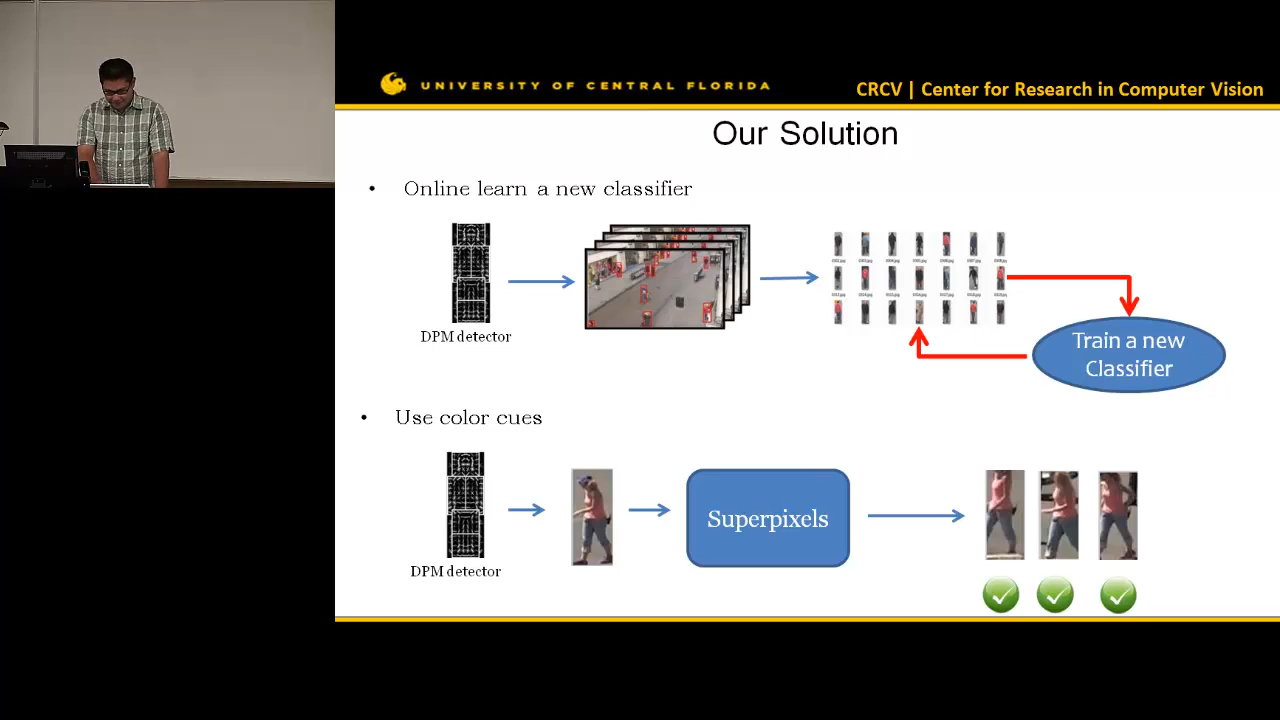 UNIVERSITY OF CENTRAL FLORIDA
CRCV | Center for Research in Computer Vision
Our Solution
• Online learn a new classifier
DPM detector
Train a new
Classifier
• Use color cues
Superpixels
DPM detector